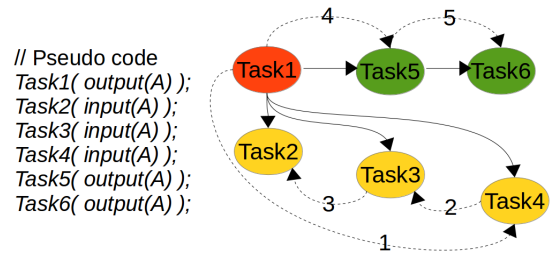 // Pseudo code
Task1( output(A) );
Task2( input(A) );
Task3( input(A) );
Task4( input(A) );
Task5( output(A) );
Task6( output(A) );
4
5
Task1
Task5
Task6
Task2
Task3
Task4
3
2
1